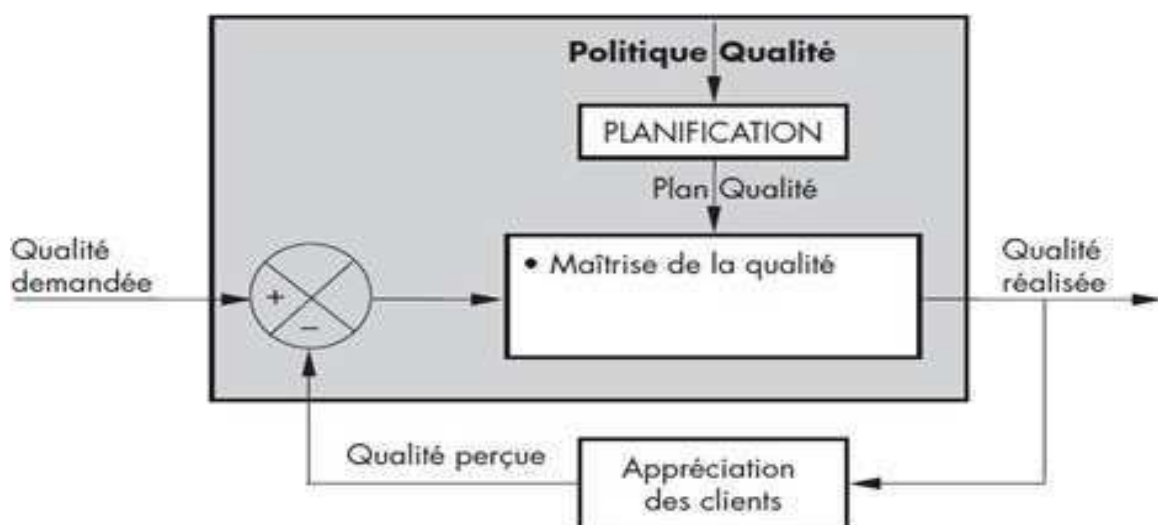 Politique Qualité
PLANIFICATION
Plan Qualité
Qualité
demandée
+
−
• Maîtrise de la qualité
Qualité
réalisée
Qualité perçue
Appréciation
des clients